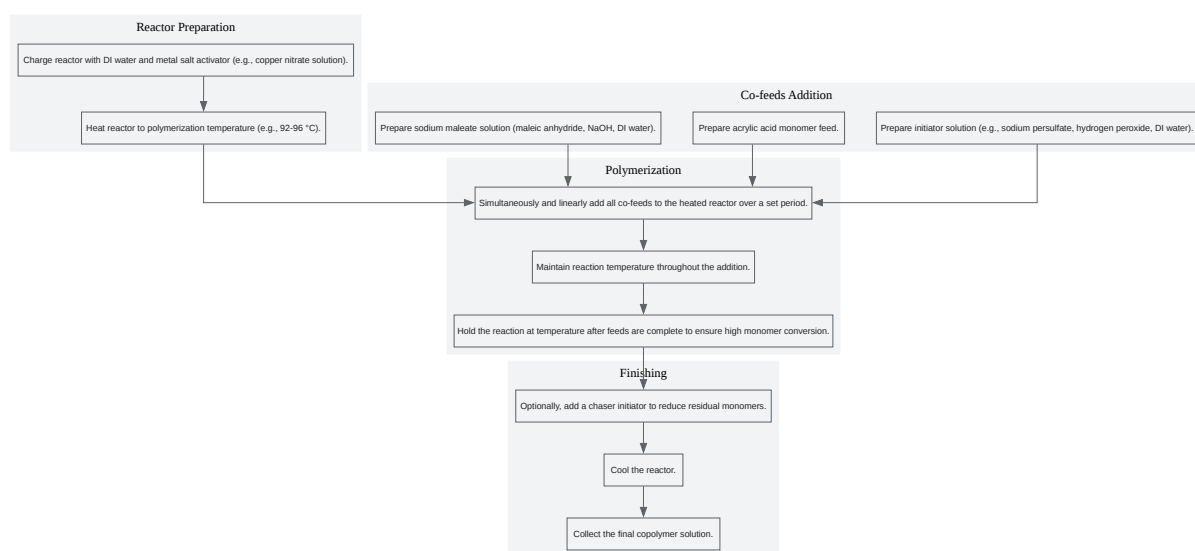 Reactor Preparation
Charge reactor with DI water and metal salt activator (e.g., copper nitrate solution).
Heat reactor to polymerization temperature (e.g., 92-96 °C).
Co-feeds Addition
Prepare sodium maleate solution (maleic anhydride, NaOH, DI water).
Prepare acrylic acid monomer feed.
Prepare initiator solution (e.g., sodium persulfate, hydrogen peroxide, DI water).
Polymerization
Simultaneously and linearly add all co-feeds to the heated reactor over a set period.
Maintain reaction temperature throughout the addition.
Hold the reaction at temperature after feeds are complete to ensure high monomer conversion.
Finishing
Optionally, add a chaser initiator to reduce residual monomers.
Cool the reactor.
Collect the final copolymer solution.